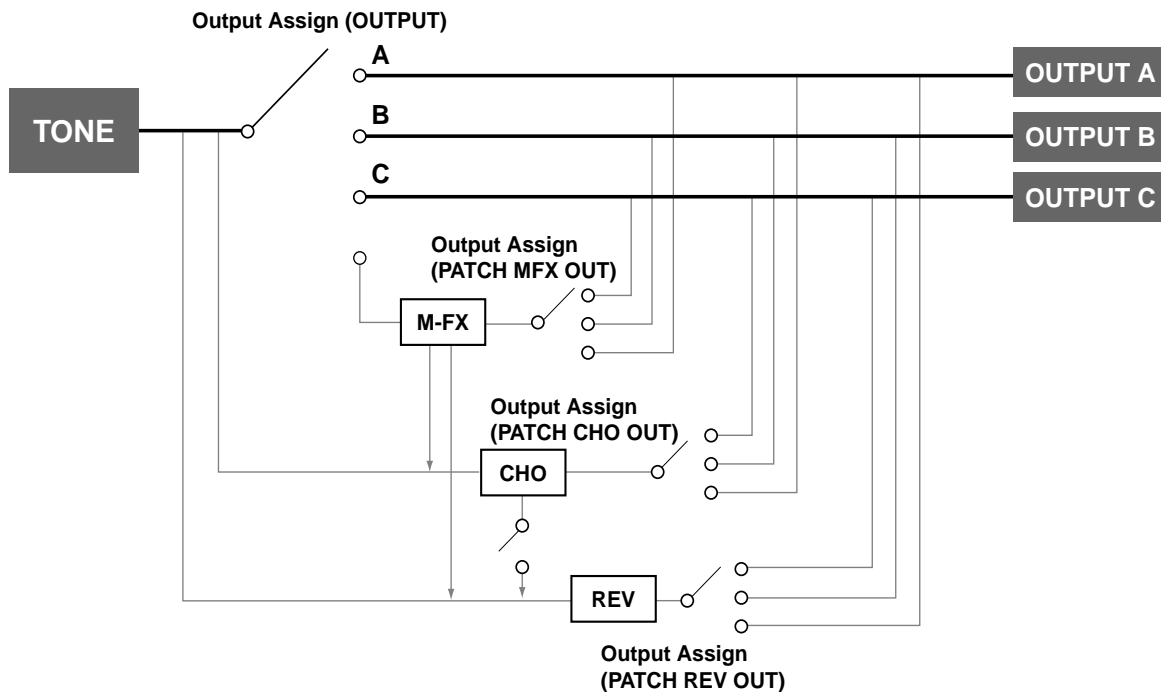 Output Assign (OUTPUT)
A
OUTPUT A
TONE
B
OUTPUT B
C
OUTPUT C
Output Assign
(PATCH MFX OUT)
M-FX
Output Assign
(PATCH CHO OUT)
CHO
REV
Output Assign
(PATCH REV OUT)